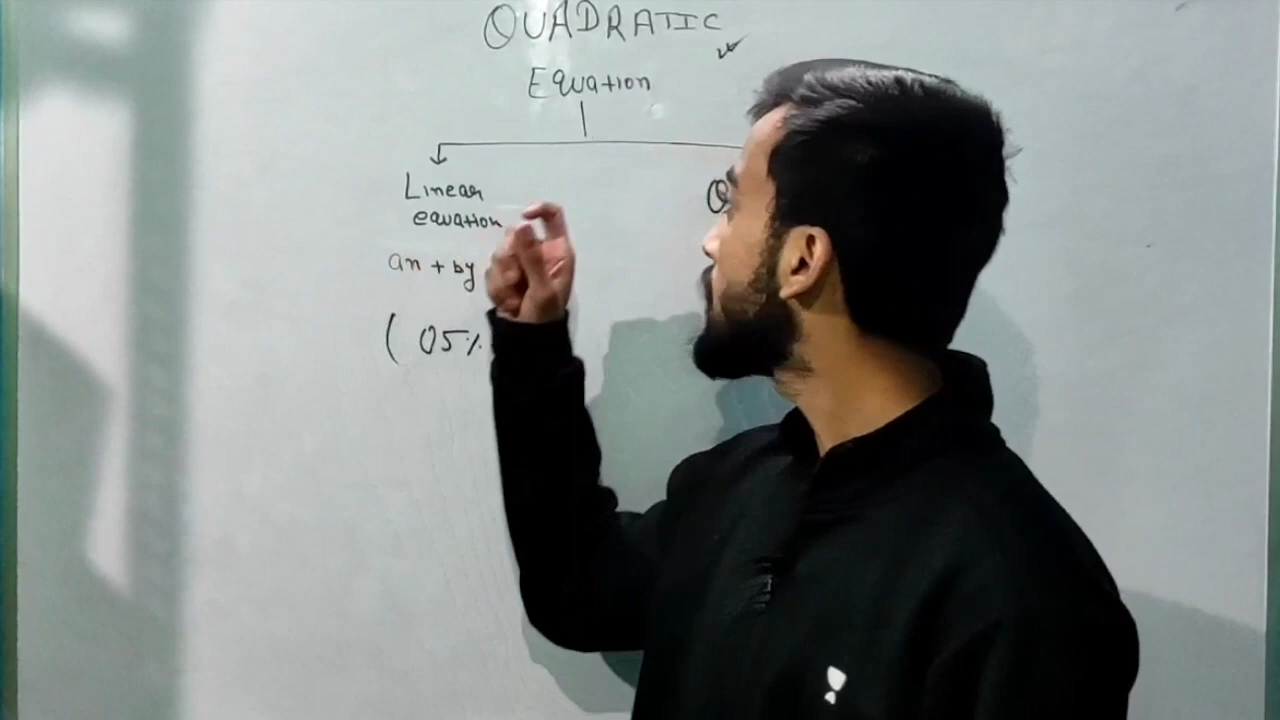 QUADRATIC
Equation
Linear
equation
an + by
( 05%